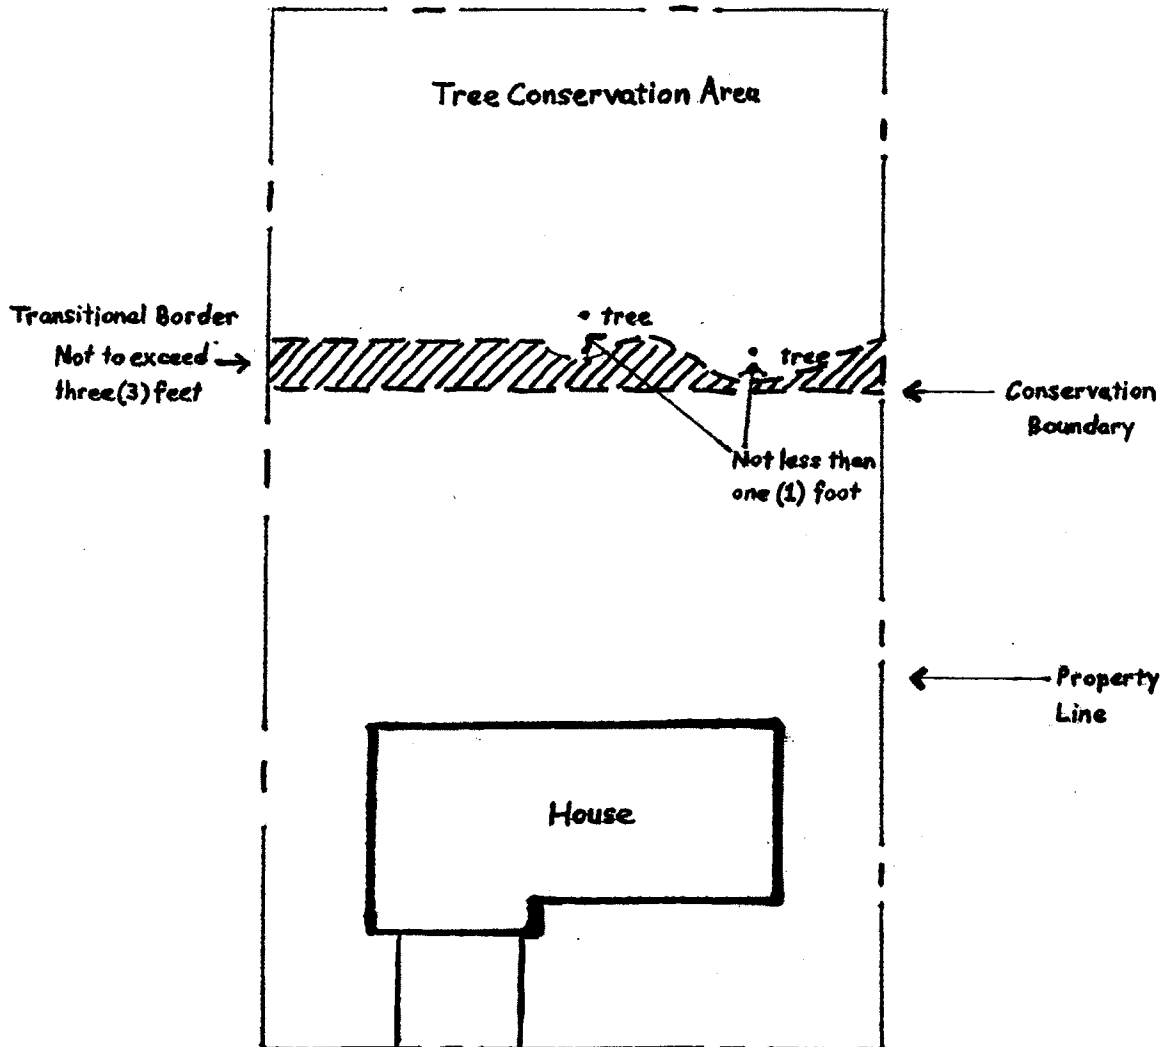 Tree Conservation Area
Transitional Border
Not to exceed
three (3) feet
tree
tree
Conservation
Boundary
Not less than
one (1) foot
Property
Line
House